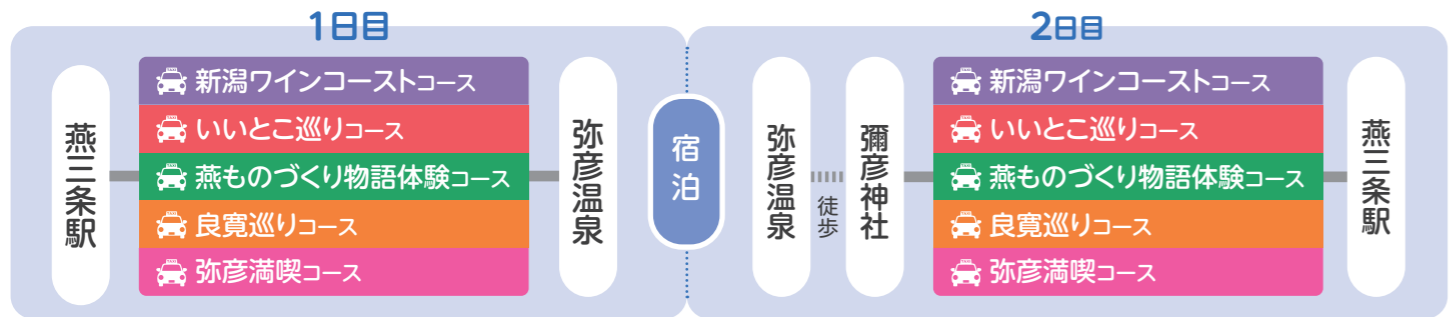 1日目
燕三条駅
新潟ワインコーストコース
いいとこ巡りコース
燕ものづくり物語体験コース
良寛巡りコース
弥彦満喫コース
弥彦温泉
宿泊
2日目
弥彦温泉
徒歩
彌彦神社
新潟ワインコーストコース
いいとこ巡りコース
燕ものづくり物語体験コース
良寛巡りコース
弥彦満喫コース
燕三条駅